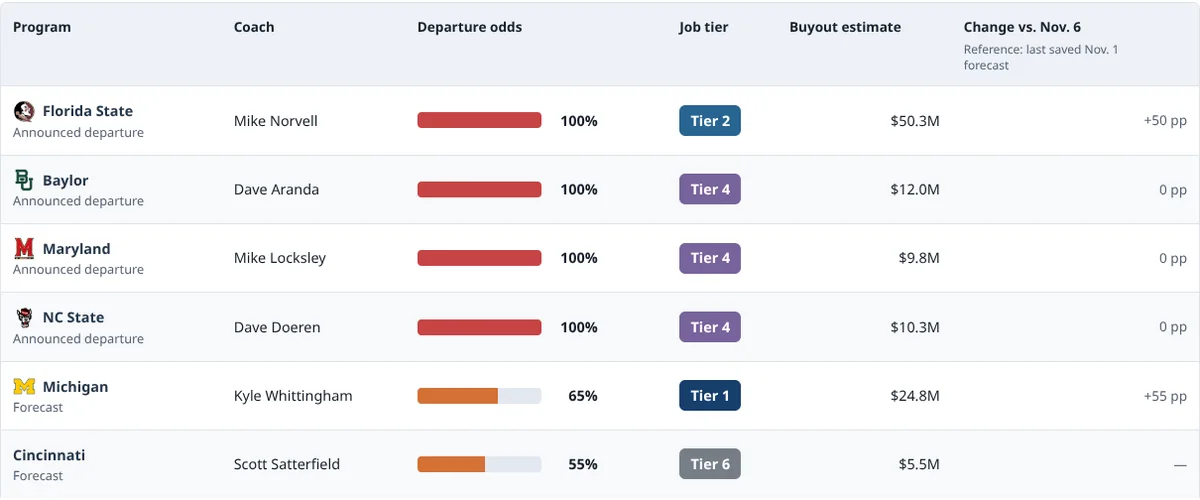 Program Coach Departure odds Job tier Buyout estimate Change vs. Nov. 6
Reference: last saved Nov. 1
forecast
Florida State
Announced departure
Mike Norvell 100% Tier 2 $50.3M +50 pp
Baylor
Announced departure
Dave Aranda 100% Tier 4 $12.0M 0 pp
Maryland
Announced departure
Mike Locksley 100% Tier 4 $9.8M 0 pp
NC State
Announced departure
Dave Doeren 100% Tier 4 $10.3M 0 pp
Michigan
Forecast
Kyle Whittingham 65% Tier 1 $24.8M +55 pp
Cincinnati
Forecast
Scott Satterfield 55% Tier 6 $5.5M —